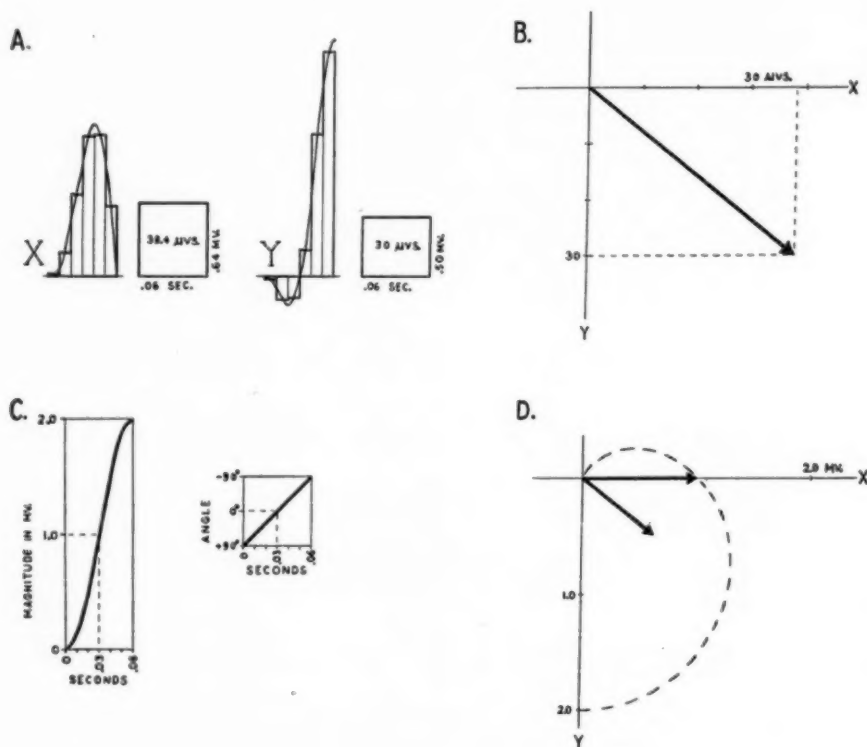 A.
X
38.4 μVS.
.64 MV.
.06 SEC.
Y
30 μVS.
.50 MV.
.06 SEC.
B.
30 μVS.
X
30
Y
C.
MAGNITUDE IN MV.
2.0
1.0
0
0 .03 .06
SECONDS
ANGLE
-90°
0°
+90°
0 .03 .06
SECONDS
D.
2.0 MV.
X
1.0
2.0
Y